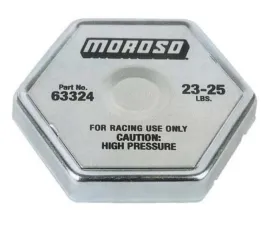 MOROSO
Part No. 23-25
63324 LBS.
FOR RACING USE ONLY
CAUTION:
HIGH PRESSURE